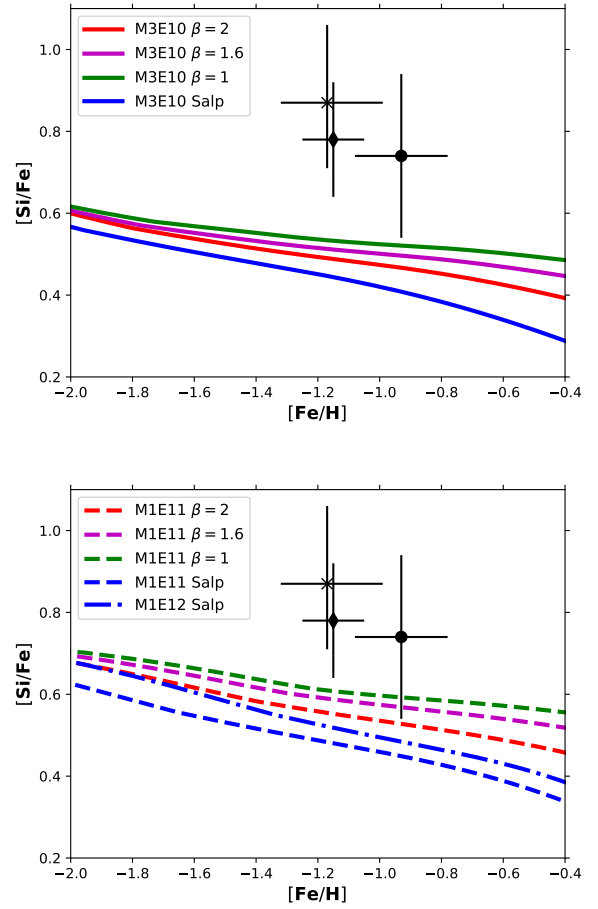 M3E10 β = 2
M3E10 β = 1.6
M3E10 β = 1
M3E10 Salp
1.0
0.8
0.6
0.4
0.2
[Si/Fe]
−2.0 −1.8 −1.6 −1.4 −1.2 −1.0 −0.8 −0.6 −0.4
[Fe/H]
M1E11 β = 2
M1E11 β = 1.6
M1E11 β = 1
M1E11 Salp
M1E12 Salp
1.0
0.8
0.6
0.4
0.2
[Si/Fe]
−2.0 −1.8 −1.6 −1.4 −1.2 −1.0 −0.8 −0.6 −0.4
[Fe/H]